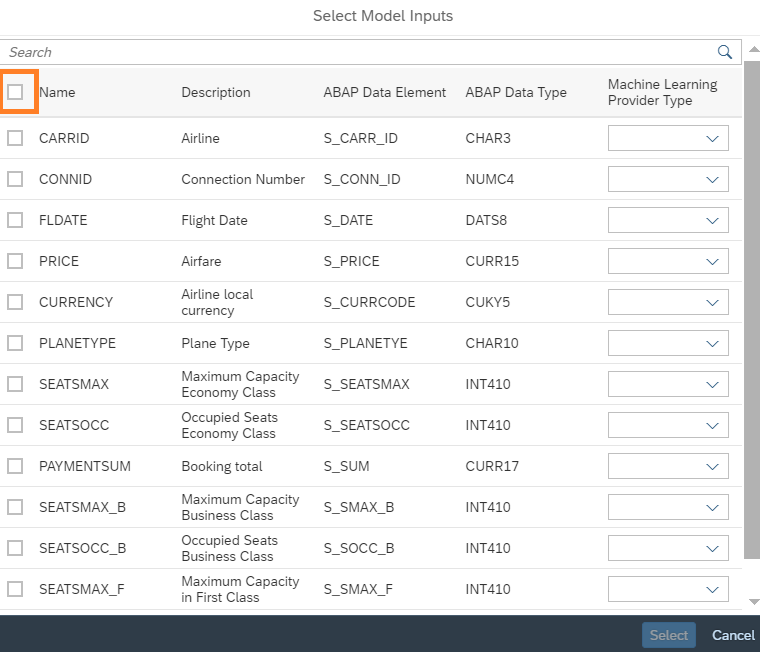 Select Model Inputs
Search
Name Description ABAP Data Element ABAP Data Type Machine Learning Provider Type
CARRID Airline S_CARR_ID CHAR3
CONNID Connection Number S_CONN_ID NUMC4
FLDATE Flight Date S_DATE DATS8
PRICE Airfare S_PRICE CURR15
CURRENCY Airline local currency S_CURRCODE CUKY5
PLANETYPE Plane Type S_PLANETYE CHAR10
SEATSMAX Maximum Capacity Economy Class S_SEATSMAX INT410
SEATSOCC Occupied Seats Economy Class S_SEATSOCC INT410
PAYMENTSUM Booking total S_SUM CURR17
SEATSMAX_B Maximum Capacity Business Class S_SMAX_B INT410
SEATSOCC_B Occupied Seats Business Class S_SOCC_B INT410
SEATSMAX_F Maximum Capacity in First Class S_SMAX_F INT410
Select Cancel